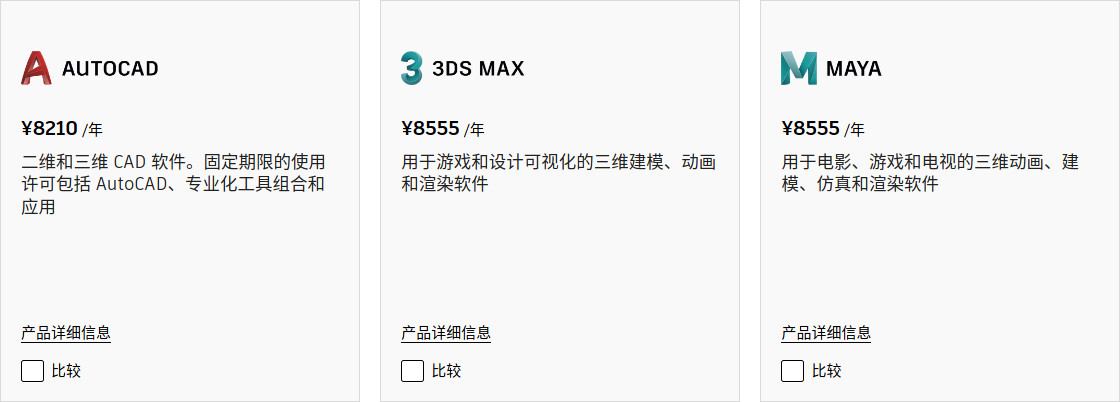 AUTOCAD
¥8210 /年
二维和三维 CAD 软件。固定期限的使用
许可包括 AutoCAD、专业化工具组合和
应用
产品详细信息
比较
3DS MAX
¥8555 /年
用于游戏和设计可视化的三维建模、动画
和渲染软件
产品详细信息
比较
MAYA
¥8555 /年
用于电影、游戏和电视的三维动画、建
模、仿真和渲染软件
产品详细信息
比较